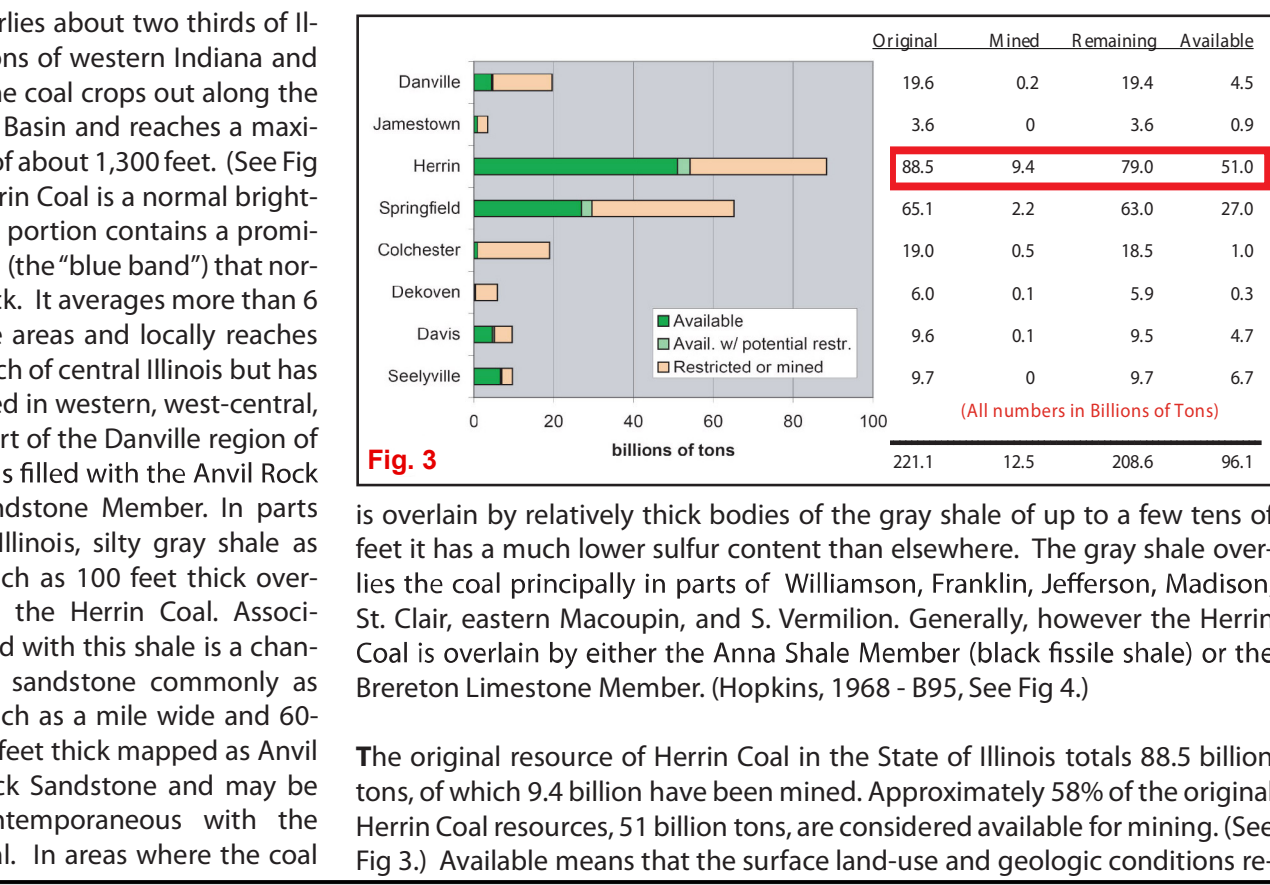 rlies about two thirds of Il-
ons of western Indiana and
ne coal crops out along the
Basin and reaches a maxi-
of about 1,300 feet. (See Fig
rin Coal is a normal bright-
portion contains a promi-
(the “blue band”) that nor-
ck. It averages more than 6
e areas and locally reaches
ch of central Illinois but has
ed in western, west-central,
rt of the Danville region of
s filled with the Anvil Rock
ndstone Member. In parts
Illinois, silty gray shale as
ch as 100 feet thick over-
the Herrin Coal. Associ-
d with this shale is a chan-
sandstone commonly as
ch as a mile wide and 60-
feet thick mapped as Anvil
ck Sandstone and may be
ntemporaneous with the
al. In areas where the coal
Original Mined Remaining Available
Danville 19.6 0.2 19.4 4.5
Jamestown 3.6 0 3.6 0.9
Herrin 88.5 9.4 79.0 51.0
Springfield 65.1 2.2 63.0 27.0
Colchester 19.0 0.5 18.5 1.0
Dekoven 6.0 0.1 5.9 0.3
Davis 9.6 0.1 9.5 4.7
Seelyville 9.7 0 9.7 6.7
Available
Avail. w/ potential restr.
Restricted or mined
0 20 40 60 80 100
billions of tons
(All numbers in Billions of Tons)
221.1 12.5 208.6 96.1
Fig. 3
is overlain by relatively thick bodies of the gray shale of up to a few tens of
feet it has a much lower sulfur content than elsewhere. The gray shale over-
lies the coal principally in parts of Williamson, Franklin, Jefferson, Madison,
St. Clair, eastern Macoupin, and S. Vermilion. Generally, however the Herrin
Coal is overlain by either the Anna Shale Member (black fissile shale) or the
Brereton Limestone Member. (Hopkins, 1968 - B95, See Fig 4.)
The original resource of Herrin Coal in the State of Illinois totals 88.5 billion
tons, of which 9.4 billion have been mined. Approximately 58% of the original
Herrin Coal resources, 51 billion tons, are considered available for mining. (See
Fig 3.) Available means that the surface land-use and geologic conditions re-